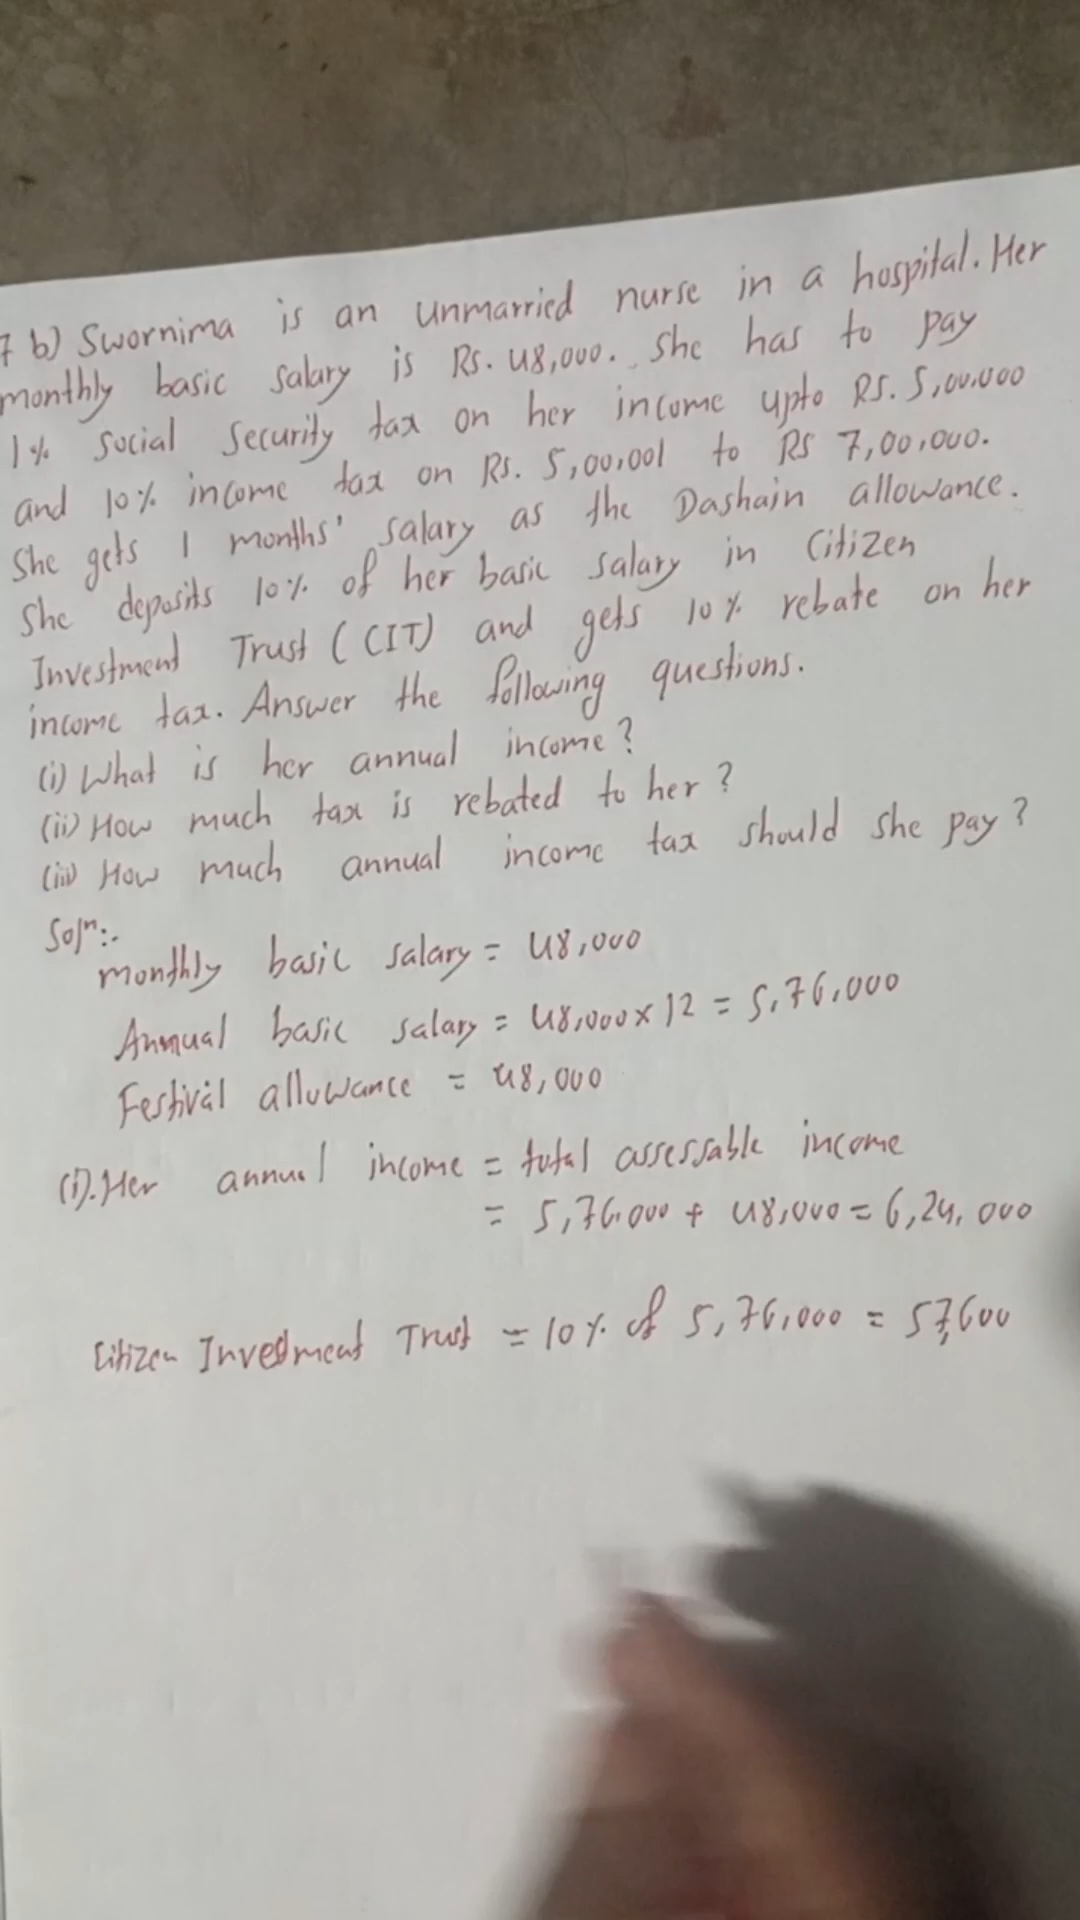 7 b) Swornima is an unmarried nurse in a hospital. Her
monthly basic salary is Rs. 48,000. She has to pay
1% Social Security tax on her income upto RS. 5,00,000
and 10% income tax on Rs. 5,00,001 to RS 7,00,000.
She gets 1 months' salary as the Dashain allowance.
She deposits 10% of her basic salary in Citizen
Investment Trust (CIT) and gets 10% rebate on her
income tax. Answer the following questions.
(i) What is her annual income?
(ii) How much tax is rebated to her?
(iii) How much annual income tax should she pay?
Solⁿ:-
monthly basic salary = 48,000
Annual basic salary = 48,000 x 12 = 5,76,000
Festival allowance = 48,000
(i). Her annual income = total assessable income
= 5,76,000 + 48,000 = 6,24,000
Citizen Invesment Trust = 10% of 5,76,000 = 57,600